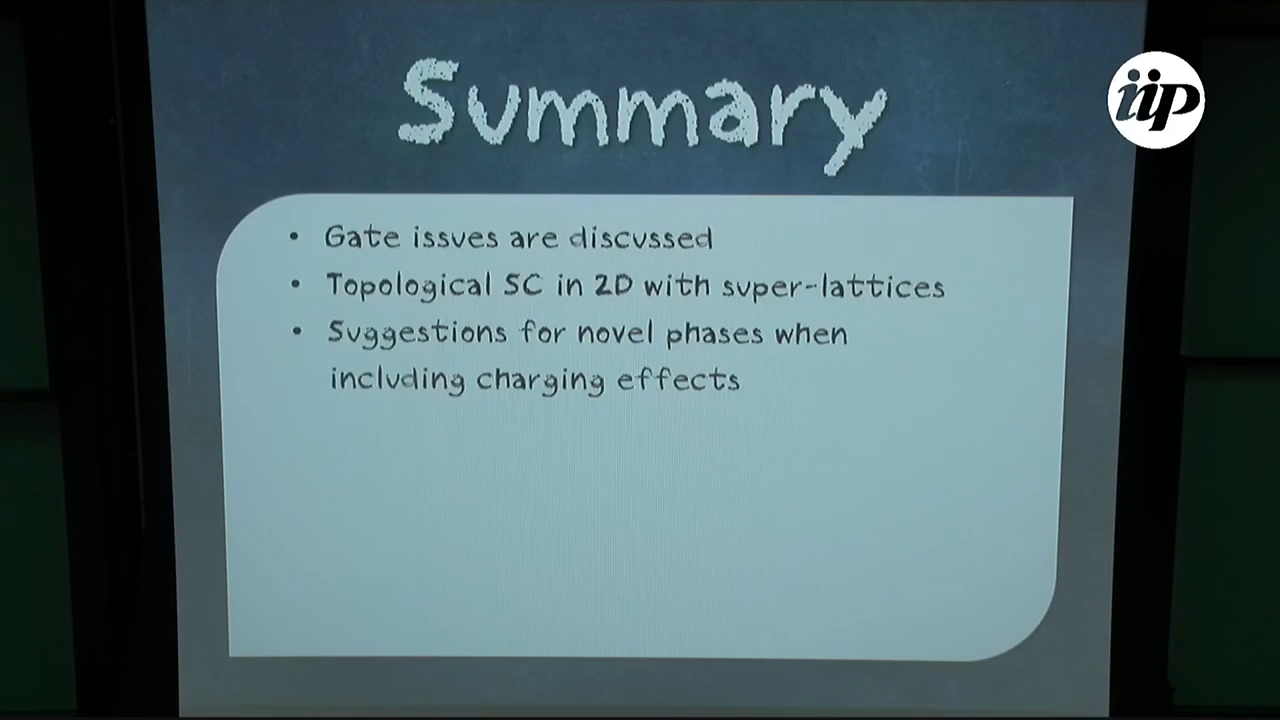 Summary
iip
• Gate issues are discussed
• Topological SC in 2D with super-lattices
• Suggestions for novel phases when
including charging effects